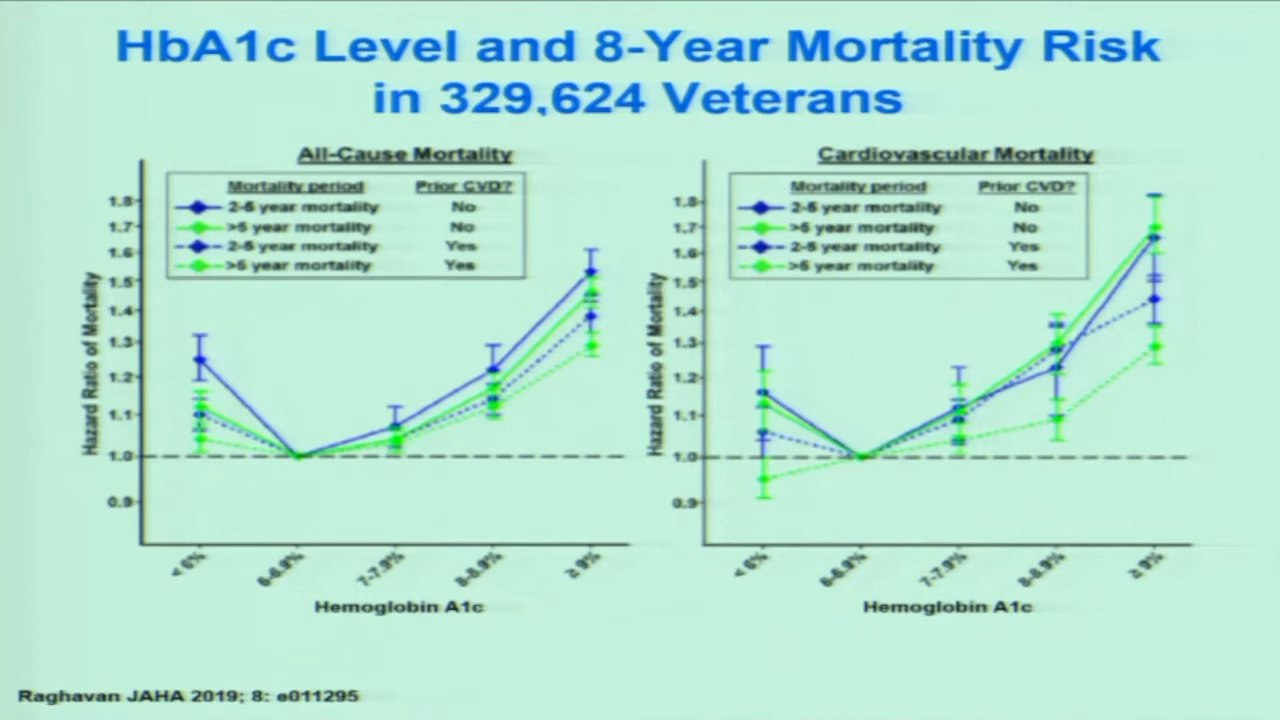 HbA1c Level and 8-Year Mortality Risk
in 329,624 Veterans
All-Cause Mortality
Mortality period Prior CVD?
2-5 year mortality No
>5 year mortality No
2-5 year mortality Yes
>5 year mortality Yes
Hazard Ratio of Mortality
1.8
1.7
1.6
1.5
1.4
1.3
1.2
1.1
1.0
0.9
< 6%
6-6.9%
7-7.9%
8-8.9%
≥ 9%
Hemoglobin A1c
Cardiovascular Mortality
Mortality period Prior CVD?
2-5 year mortality No
>5 year mortality No
2-5 year mortality Yes
>5 year mortality Yes
Hazard Ratio of Mortality
1.8
1.7
1.6
1.5
1.4
1.3
1.2
1.1
1.0
0.9
< 6%
6-6.9%
7-7.9%
8-8.9%
≥ 9%
Hemoglobin A1c
Raghavan JAHA 2019; 8: e011295